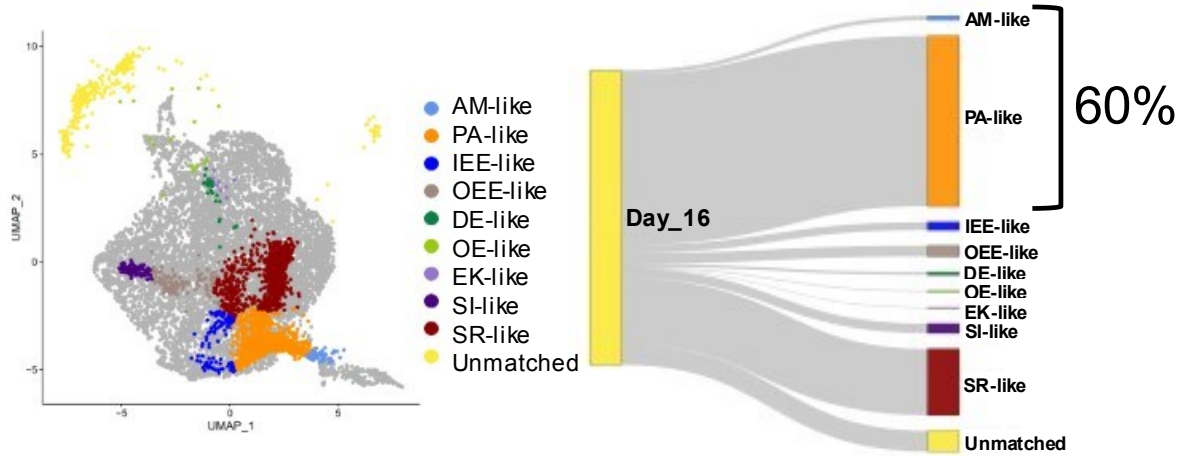 10
5
0
−5
UMAP_2
−5
0
5
UMAP_1
AM-like
PA-like
IEE-like
OEE-like
DE-like
OE-like
EK-like
SI-like
SR-like
Unmatched
Day_16
AM-like
PA-like
IEE-like
OEE-like
DE-like
OE-like
EK-like
SI-like
SR-like
Unmatched
60%